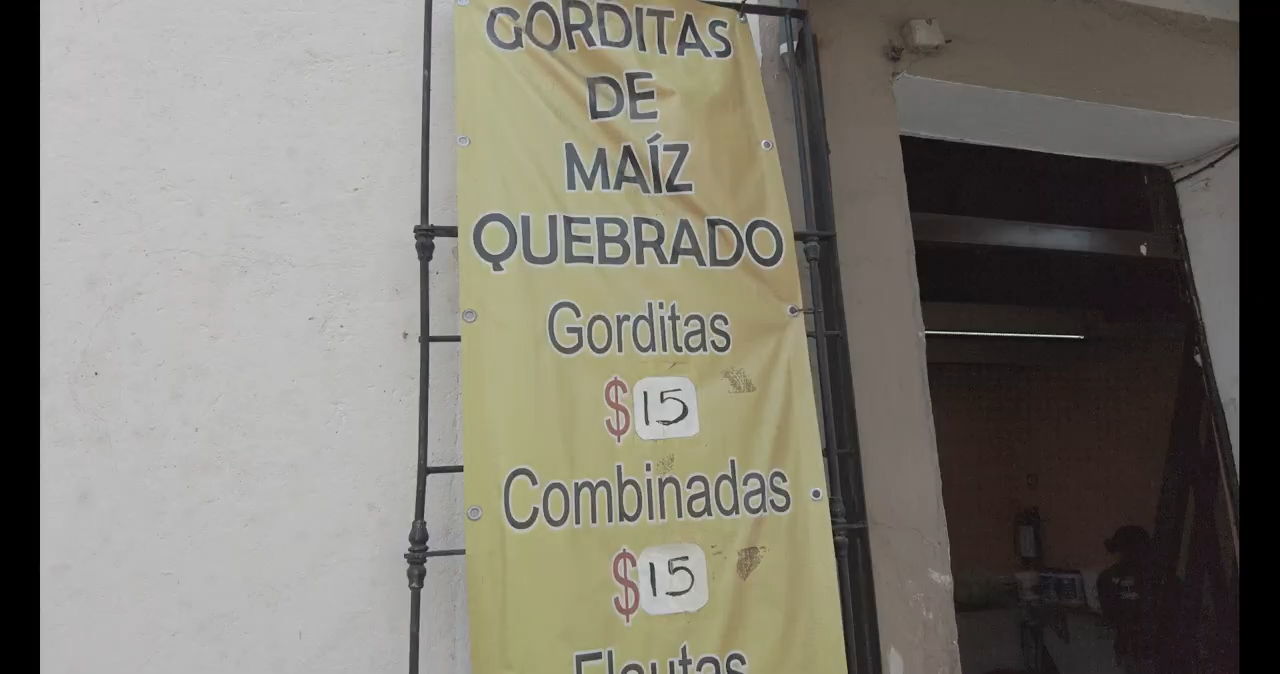 GORDITAS
DE
MAÍZ
QUEBRADO
Gorditas
$15
Combinadas
$15
Flautas